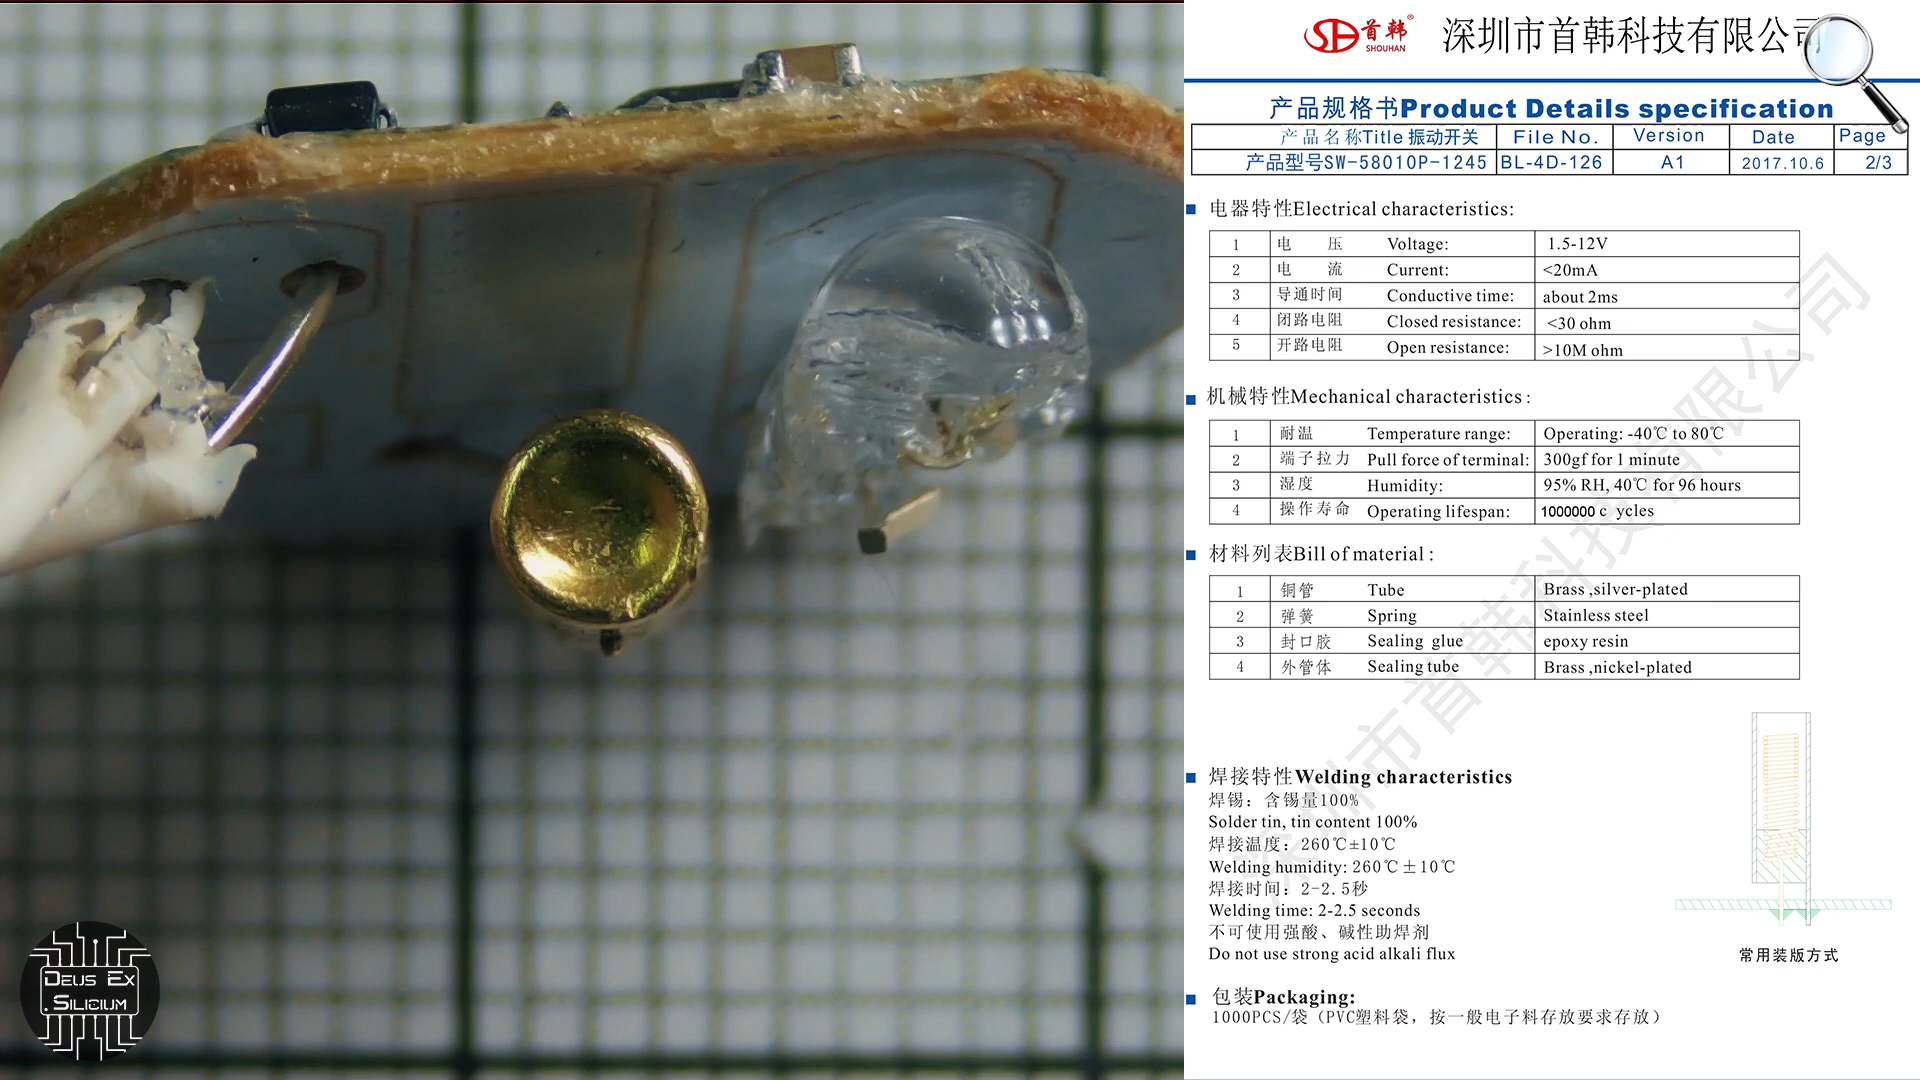 DEUS EX
SILICIUM
SH 首韩® SHOUHAN
深圳市首韩科技有限公司
产品规格书Product Details specification
产品名称Title 振动开关 File No. Version Date Page
产品型号SW-58010P-1245 BL-4D-126 A1 2017.10.6 2/3
电器特性Electrical characteristics:
1 电 压 Voltage: 1.5-12V
2 电 流 Current: <20mA
3 导通时间 Conductive time: about 2ms
4 闭路电阻 Closed resistance: <30 ohm
5 开路电阻 Open resistance: >10M ohm
机械特性Mechanical characteristics:
1 耐温 Temperature range: Operating: -40℃ to 80℃
2 端子拉力 Pull force of terminal: 300gf for 1 minute
3 湿度 Humidity: 95% RH, 40℃ for 96 hours
4 操作寿命 Operating lifespan: 1000000 c ycles
材料列表Bill of material:
1 铜管 Tube Brass ,silver-plated
2 弹簧 Spring Stainless steel
3 封口胶 Sealing glue epoxy resin
4 外管体 Sealing tube Brass ,nickel-plated
焊接特性Welding characteristics
焊锡：含锡量100%
Solder tin, tin content 100%
焊接温度：260℃±10℃
Welding humidity: 260℃±10℃
焊接时间：2-2.5秒
Welding time: 2-2.5 seconds
不可使用强酸、碱性助焊剂
Do not use strong acid alkali flux
常用装版方式
包装Packaging:
1000PCS/袋（PVC塑料袋，按一般电子料存放要求存放）
深圳市首韩科技有限公司